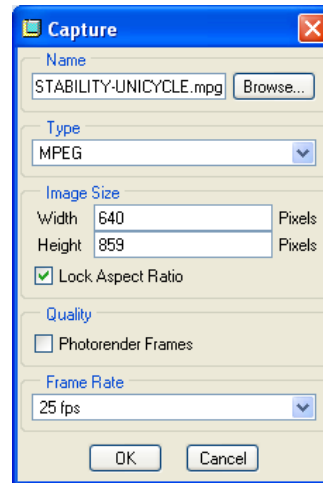 Capture
Name
STABILITY-UNICYCLE.mpg Browse...
Type
MPEG
Image Size
Width 640 Pixels
Height 859 Pixels
Lock Aspect Ratio
Quality
Photorender Frames
Frame Rate
25 fps
OK Cancel